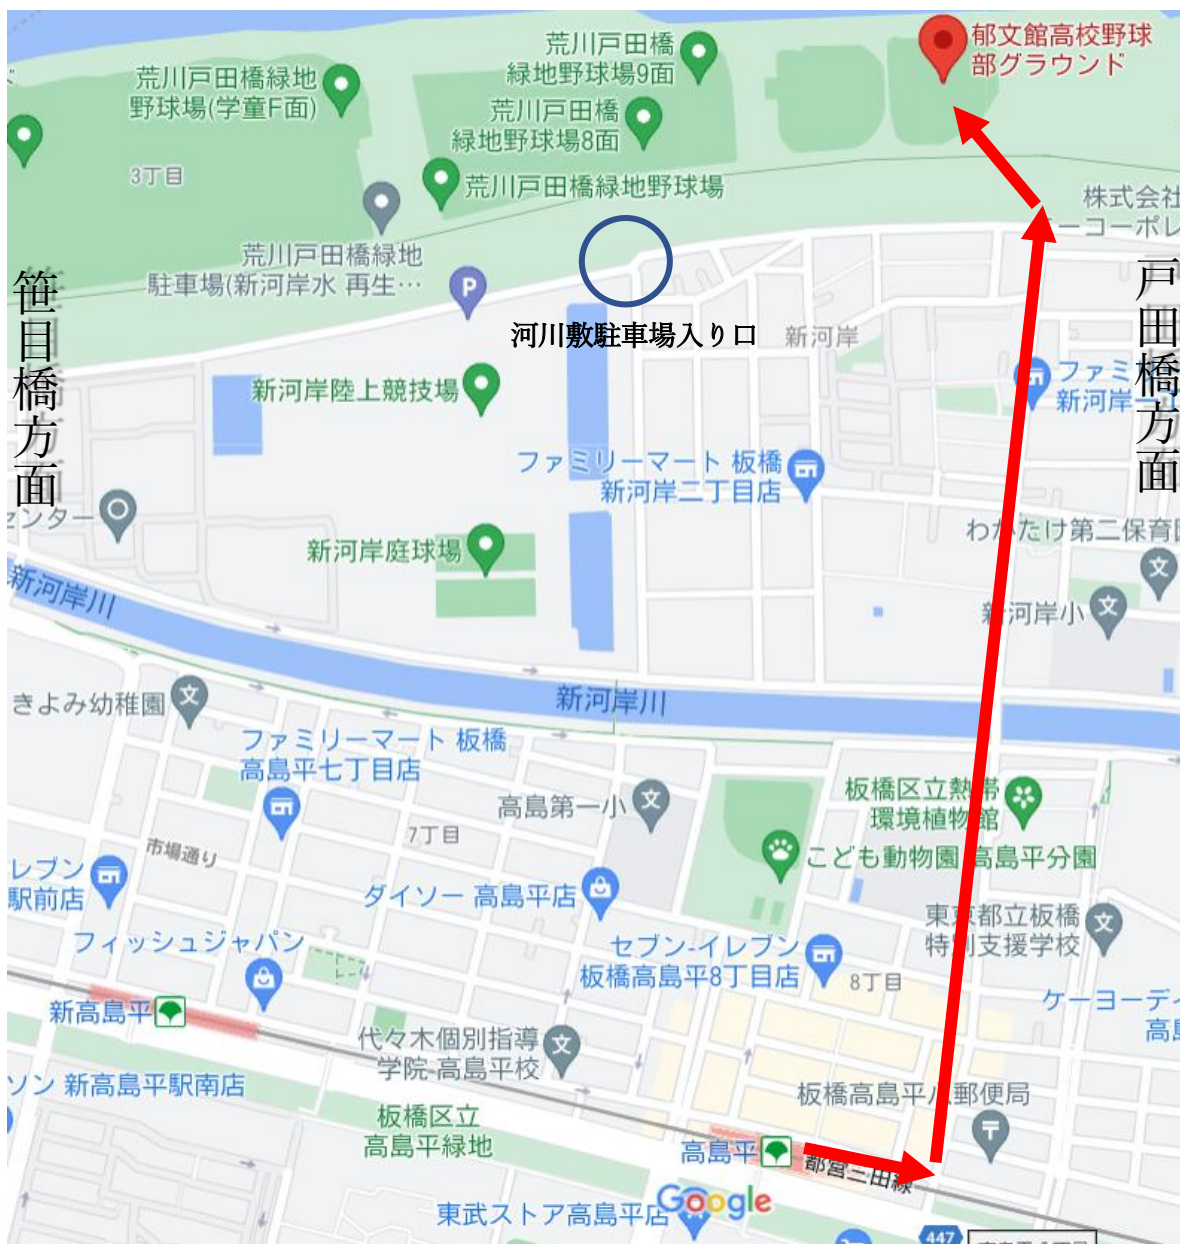 荒川戸田橋
緑地野球場9面
郁文館高校野球
部グラウンド
荒川戸田橋緑地
野球場(学童F面)
荒川戸田橋
緑地野球場8面
3丁目
荒川戸田橋緑地野球場
株式会社
ーコーポレ
荒川戸田橋緑地
駐車場(新河岸水 再生…
P
笹目橋方面
戸田橋方面
河川敷駐車場入り口
新河岸
新河岸陸上競技場
ファミ
新河岸一丁
ファミリーマート 板橋
新河岸二丁目店
センター
わかたけ第二保育園
新河岸庭球場
文
新河岸川
新河岸小
文
きよみ幼稚園
文
新河岸川
ファミリーマート 板橋
高島平七丁目店
板橋区立熱帯
環境植物館
高島第一小
文
7丁目
市場通り
こども動物園 高島平分園
レブン
駅前店
ダイソー 高島平店
東京都立板橋
特別支援学校
文
フィッシュジャパン
セブン-イレブン
板橋高島平8丁目店
8丁目
ケーヨーデイ
高島
新高島平
代々木個別指導
学院-高島平校
文
ソン 新高島平駅南店
板橋高島平八郵便局
板橋区立
高島平緑地
高島平
都営三田線
Google
東武ストア高島平店
447